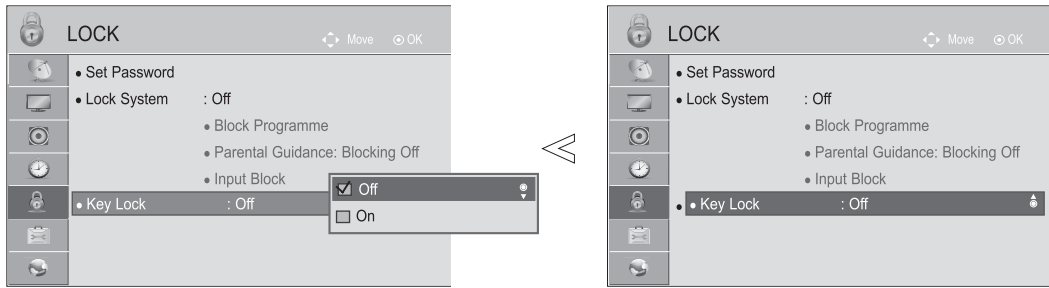 LOCK
Move OK
• Set Password
• Lock System : Off
• Block Programme
• Parental Guidance: Blocking Off
• Input Block
• Key Lock : Off
Off
On
LOCK
Move OK
• Set Password
• Lock System : Off
• Block Programme
• Parental Guidance: Blocking Off
• Input Block
• • Key Lock : Off